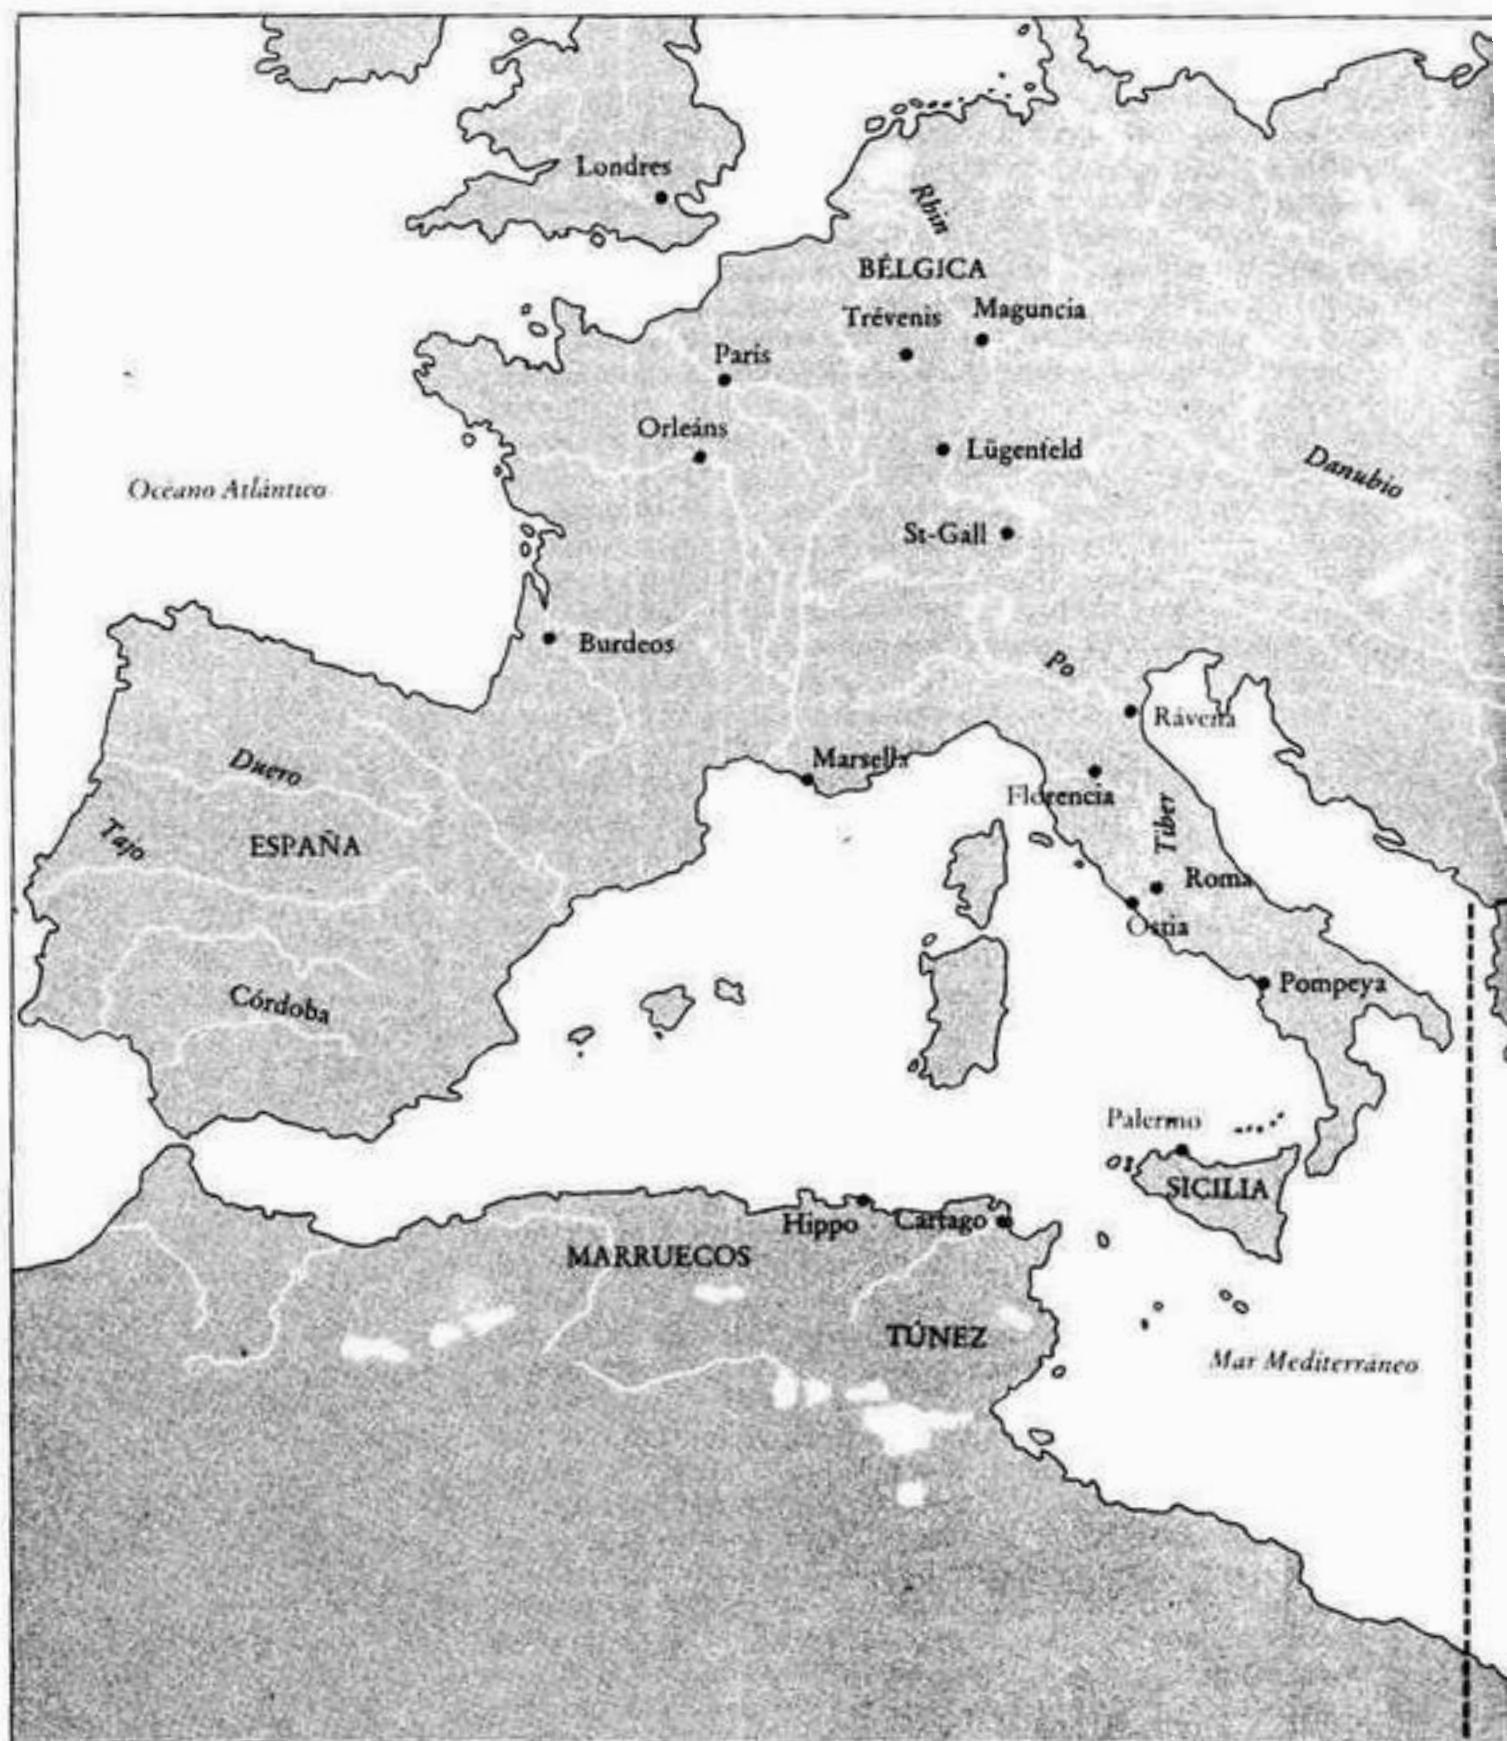 Londres
Rhin
BÉLGICA
Trévenis
Maguncia
París
Orleáns
Lügenfeld
Danubio
Océano Atlántico
St-Gall
Burdeos
Po
Rávena
Duero
Marsella
Florencia
Tajo
ESPAÑA
Tiber
Roma
Ostia
Córdoba
Pompeya
Palermo
SICILIA
Hippo
Cartago
MARRUECOS
TÚNEZ
Mar Mediterráneo